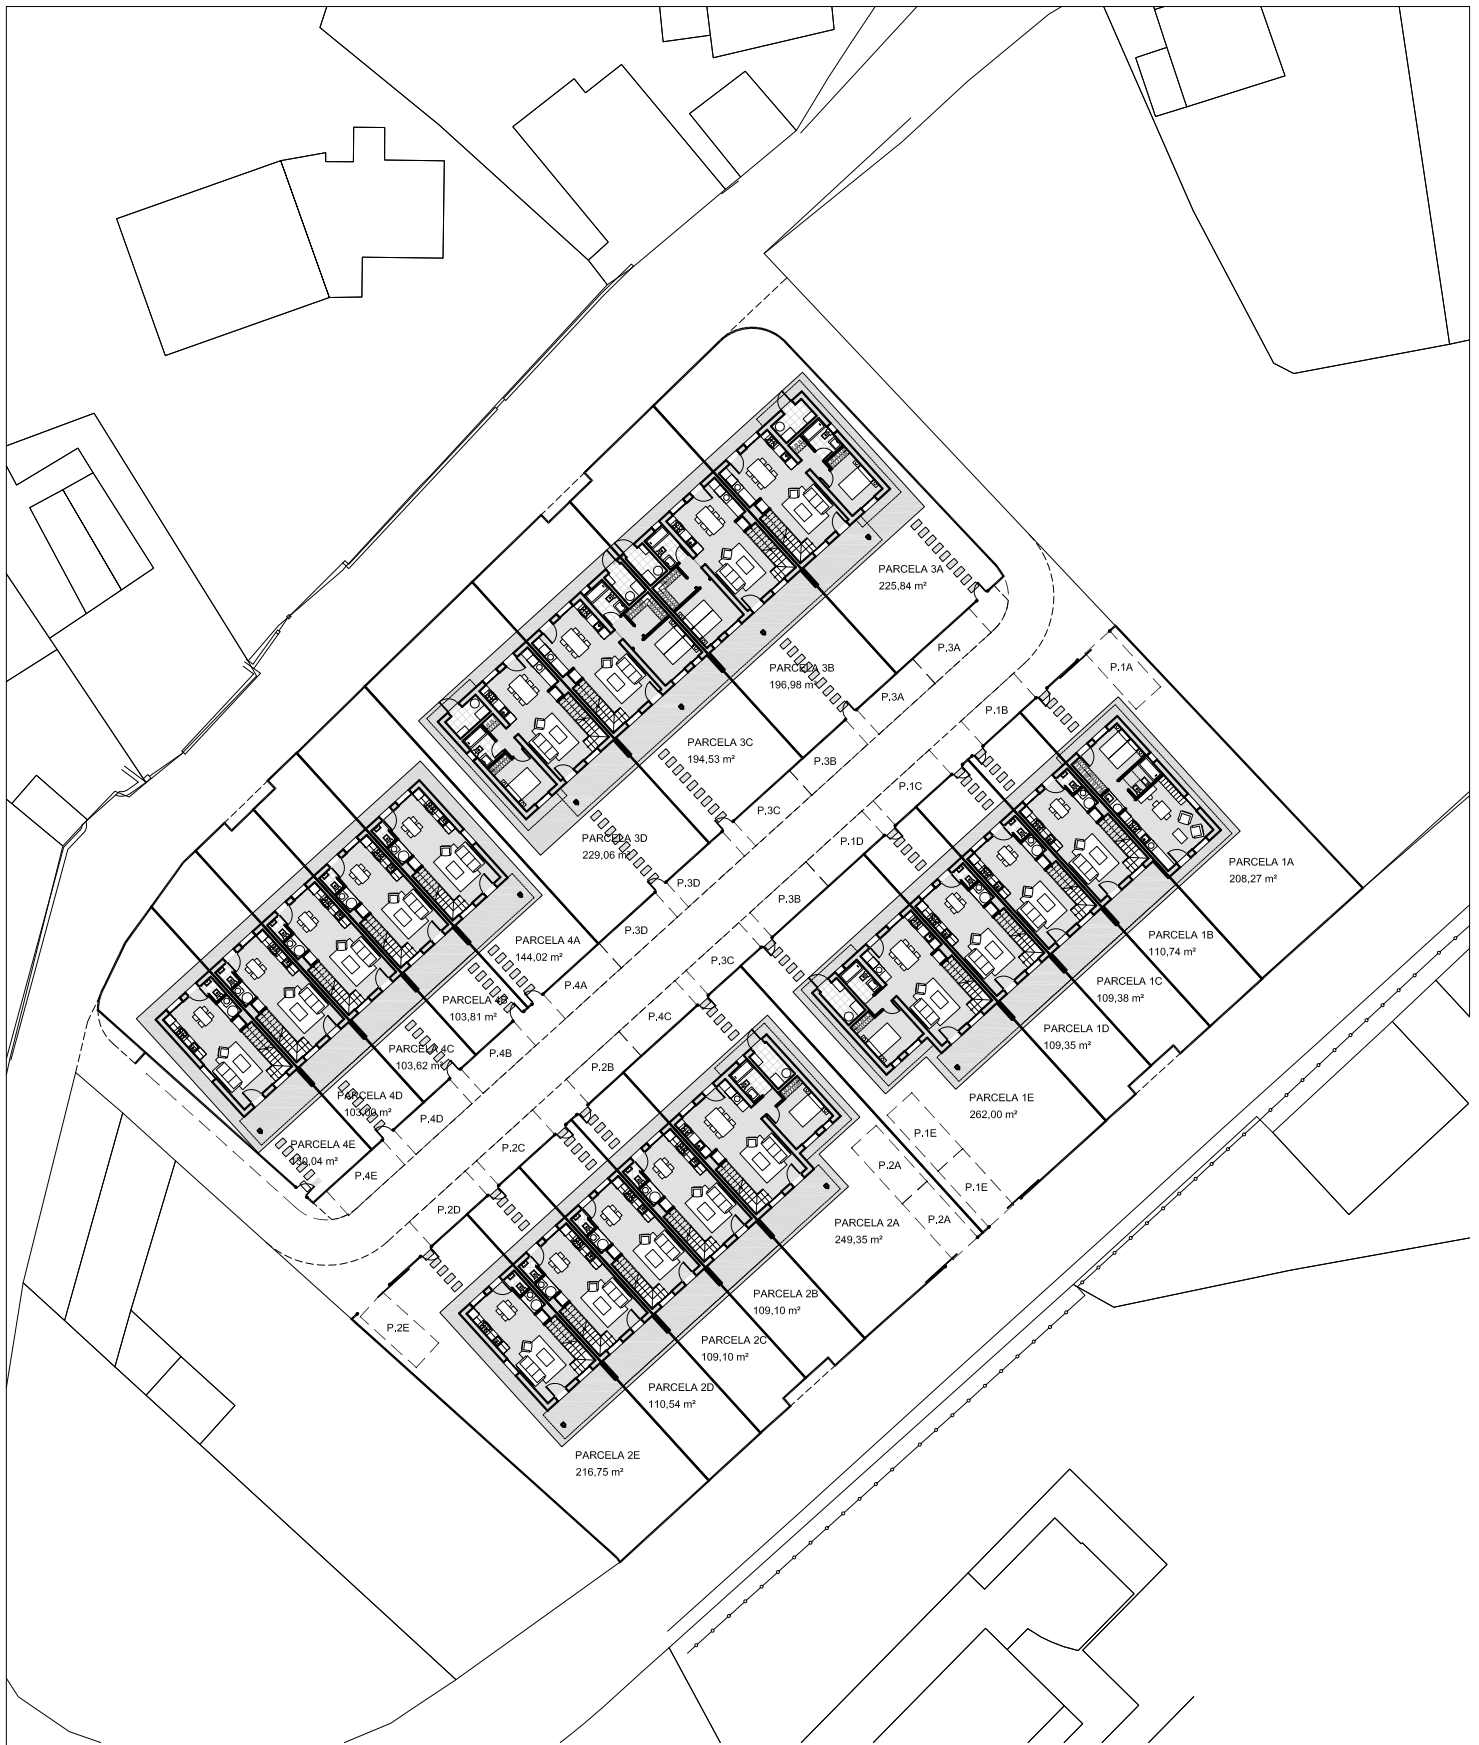 PARCELA 3A
225,84 m²
P.3A
P.1A
PARCELA 3B
196,98 m²
P.3A
P.1B
PARCELA 3C
194,53 m²
P.3B
P.1C
P.3C
PARCELA 3D
229,06 m²
P.1D
PARCELA 1A
208,27 m²
P.3D
P.3B
P.3D
PARCELA 4A
144,02 m²
PARCELA 1B
110,74 m²
P.3C
P.4A
PARCELA 1C
109,38 m²
103,81 m²
P.4C
PARCELA 1D
109,35 m²
PARCELA 4C
103,62 m²
P.4B
P.2B
PARCELA 4D
PARCELA 1E
262,00 m²
P.4D
P.1E
PARCELA 4E
P.2C
P.2A
P.4E
P.1E
P.2D
PARCELA 2A
249,35 m²
P.2A
PARCELA 2B
109,10 m²
P.2E
PARCELA 2C
109,10 m²
PARCELA 2D
110,54 m²
PARCELA 2E
216,75 m²